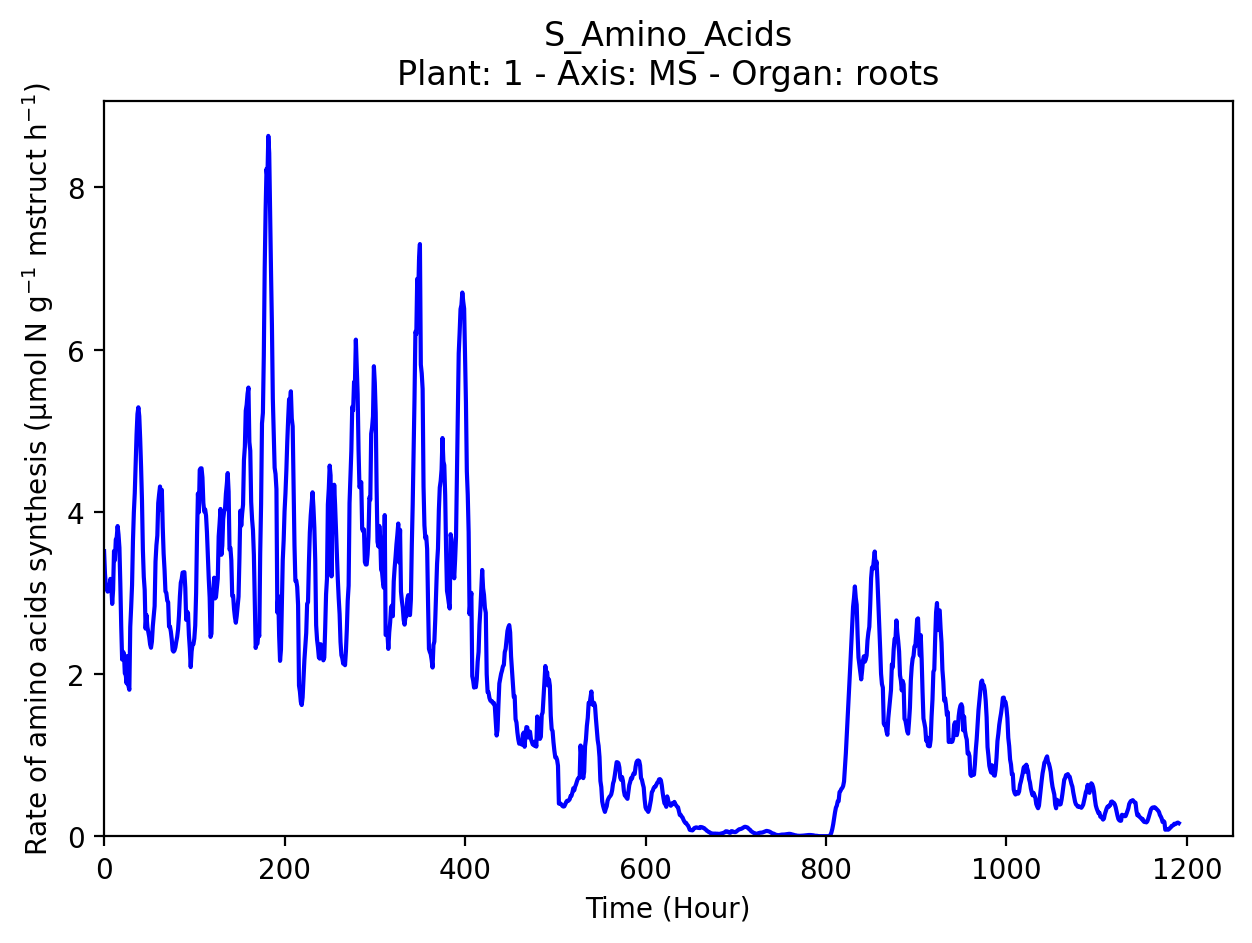 S_Amino_Acids
Plant: 1 - Axis: MS - Organ: roots
Rate of amino acids synthesis (µmol N g⁻¹ mstruct h⁻¹)
8
6
4
2
0
0 200 400 600 800 1000 1200
Time (Hour)